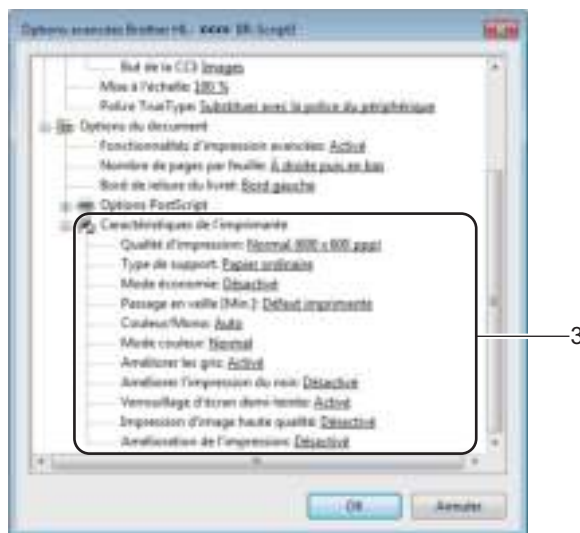 Options avancées Brother HL- xxxx BR-Script3
But de la CCI: Images
Mise à l'échelle: 100 %
Police TrueType: Substituer avec la police du périphérique
Options du document
Fonctionnalités d'impression avancées: Activé
Nombre de pages par feuille: À droite puis en bas
Bord de reliure du livret: Bord gauche
Options PostScript
Caractéristiques de l'imprimante
Qualité d'impression: Normal (600 x 600 ppp)
Type de support: Papier ordinaire
Mode économie: Désactivé
Passage en veille [Min.]: Défaut imprimante
Couleur/Mono: Auto
Mode couleur: Normal
Améliorer les gris: Activé
Améliorer l'impression du noir: Désactivé
Verrouillage d'écran demi-teinte: Activé
Impression d'image haute qualité: Désactivé
Amélioration de l'impression: Désactivé
3
OK Annuler